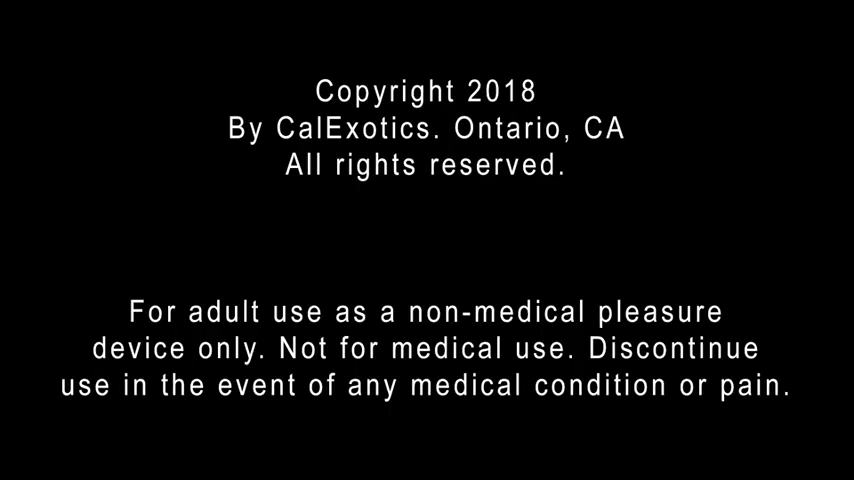 Copyright 2018
By CalExotics. Ontario, CA
All rights reserved.
For adult use as a non-medical pleasure
device only. Not for medical use. Discontinue
use in the event of any medical condition or pain.